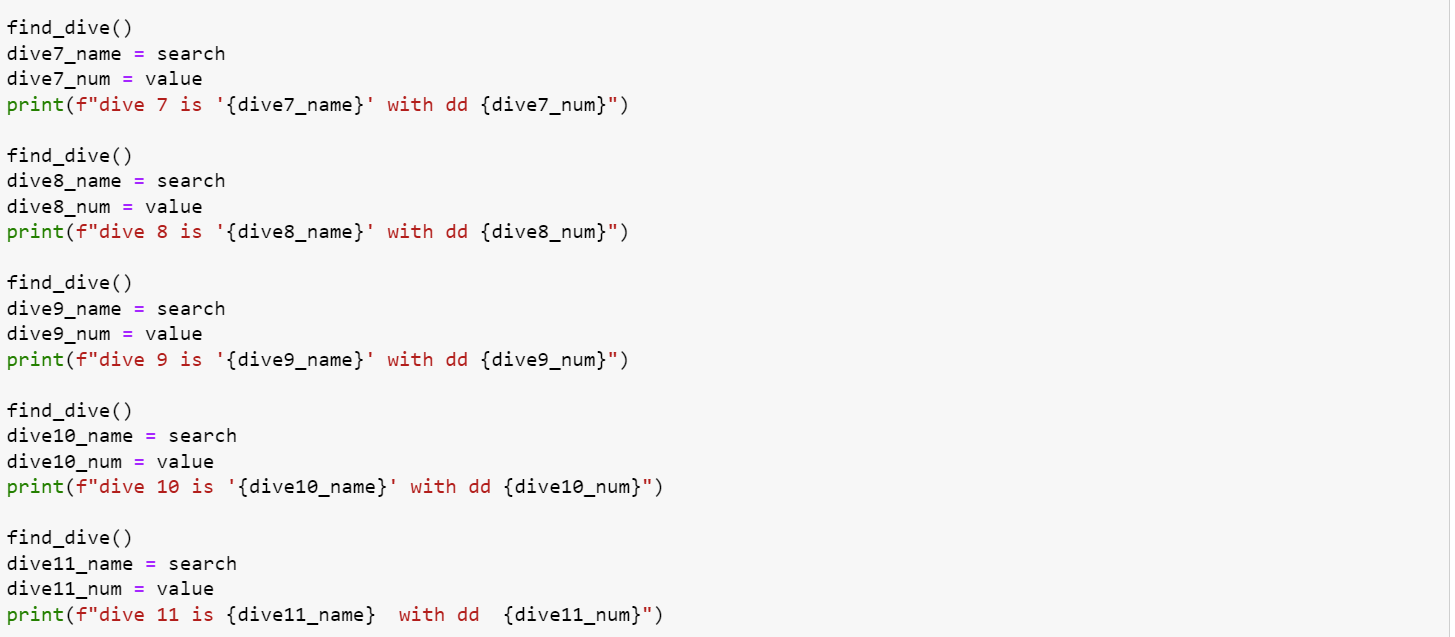 find_dive()
dive7_name = search
dive7_num = value
print(f"dive 7 is '{dive7_name}' with dd {dive7_num}")
find_dive()
dive8_name = search
dive8_num = value
print(f"dive 8 is '{dive8_name}' with dd {dive8_num}")
find_dive()
dive9_name = search
dive9_num = value
print(f"dive 9 is '{dive9_name}' with dd {dive9_num}")
find_dive()
dive10_name = search
dive10_num = value
print(f"dive 10 is '{dive10_name}' with dd {dive10_num}")
find_dive()
dive11_name = search
dive11_num = value
print(f"dive 11 is {dive11_name}  with dd  {dive11_num}")